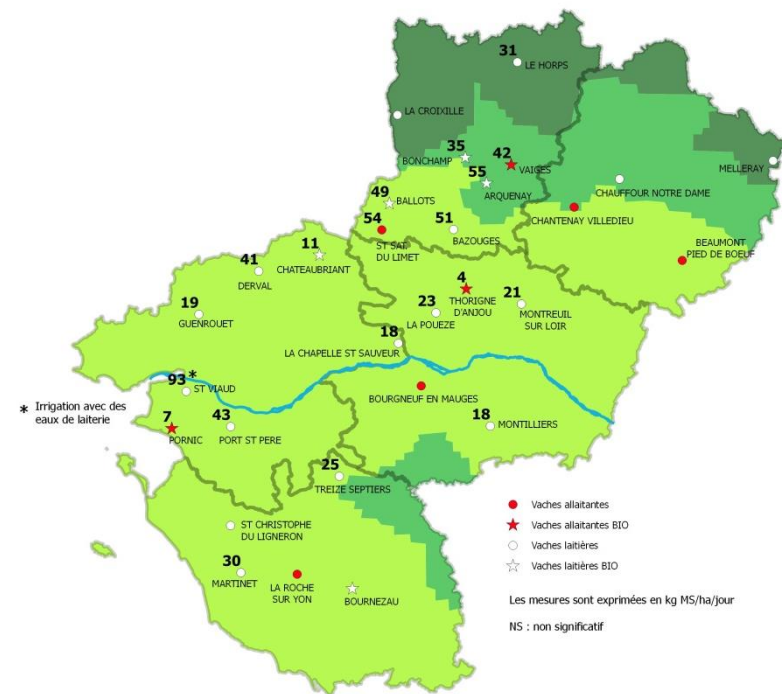 31
LE HORPS
LA CROIXILLE
35
BONCHAMP
42
VAIGES
55
ARQUENAY
MELLERAY
CHAUFFOUR NOTRE DAME
49
BALLOTS
CHANTENAY VILLEDIEU
54
ST SAT.
DU LIMET
51
BAZOUGES
BEAUMONT
PIED DE BOEUF
11
CHATEAUBRIANT
41
DERVAL
4
THORIGNE
D'ANJOU
19
GUENROUET
23
LA POUEZE
21
MONTREUIL
SUR LOIR
18
LA CHAPELLE ST SAUVEUR
93 *
ST VIAUD
* Irrigation avec des
eaux de laiterie
BOURGNEUF EN MAUGES
7
PORNIC
43
PORT ST PERE
18
MONTILLIERS
25
TREIZE SEPTIERS
ST CHRISTOPHE
DU LIGNERON
30
MARTINET
LA ROCHE
SUR YON
BOURNEZAU
Vaches allaitantes
Vaches allaitantes BIO
Vaches laitières
Vaches laitières BIO
Les mesures sont exprimées en kg MS/ha/jour
NS : non significatif